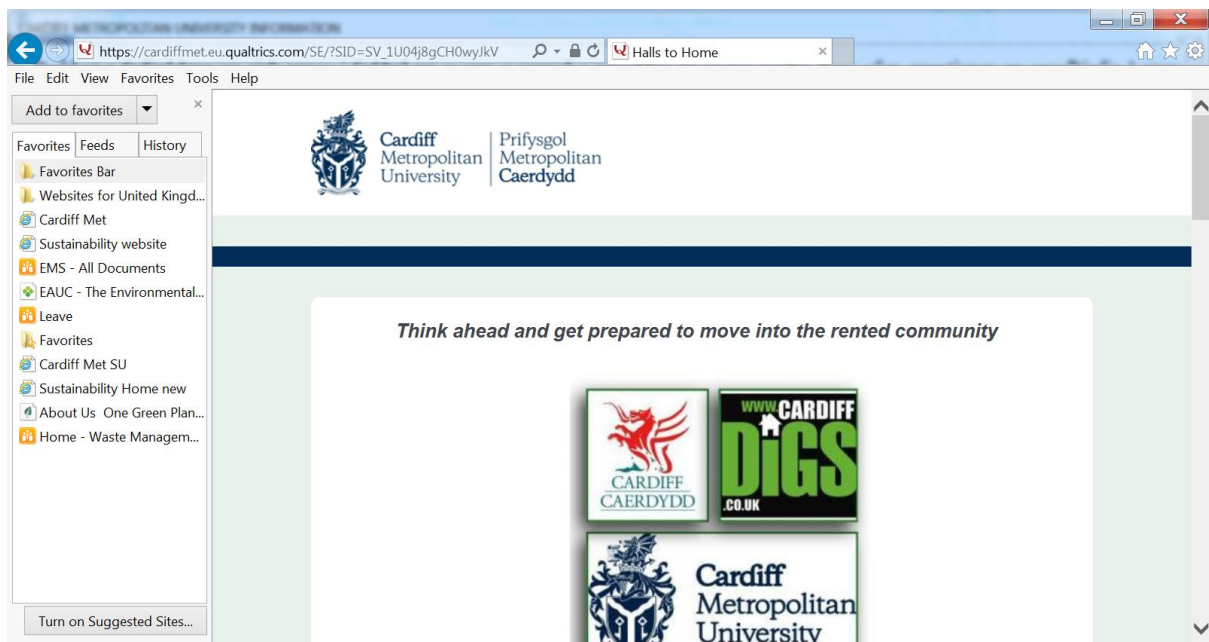 CARDIFF METROPOLITAN UNIVERSITY INFORMATION
https://cardiffmet.eu.qualtrics.com/SE/?SID=SV_1U04j8gCH0wyJkV
Halls to Home
File Edit View Favorites Tools Help
Add to favorites
Favorites Feeds History
Favorites Bar
Websites for United Kingd...
Cardiff Met
Sustainability website
EMS - All Documents
EAUC - The Environmental...
Leave
Favorites
Cardiff Met SU
Sustainability Home new
About Us One Green Plan...
Home - Waste Managem...
Turn on Suggested Sites...
Cardiff
Metropolitan
University
Prifysgol
Metropolitan
Caerdydd
Think ahead and get prepared to move into the rented community
CARDIFF
CAERDYDD
www.CARDIFF
DiGS
.CO.UK
Cardiff
Metropolitan
University